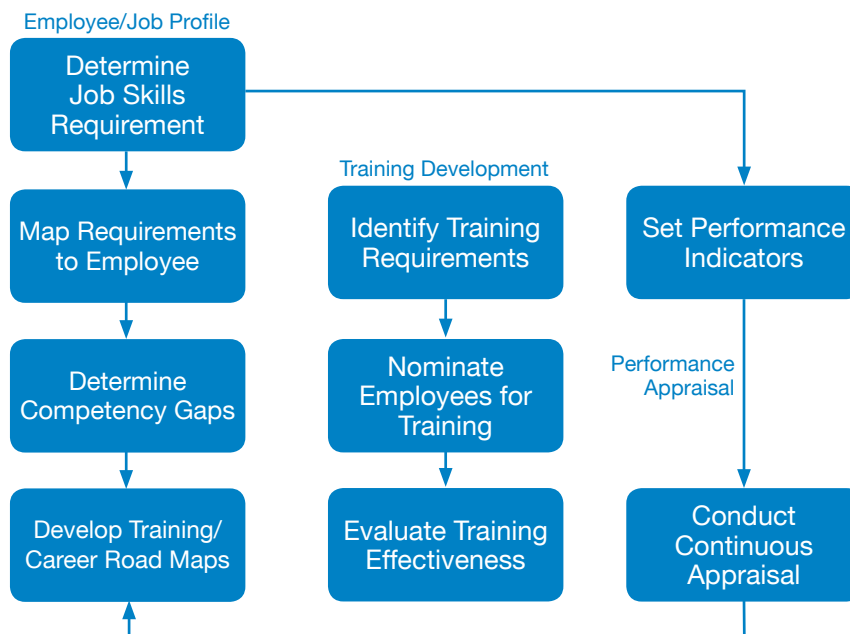 Employee/Job Profile
Determine
Job Skills
Requirement
Map Requirements
to Employee
Determine
Competency Gaps
Develop Training/
Career Road Maps
Training Development
Identify Training
Requirements
Nominate
Employees for
Training
Evaluate Training
Effectiveness
Set Performance
Indicators
Performance
Appraisal
Conduct
Continuous
Appraisal